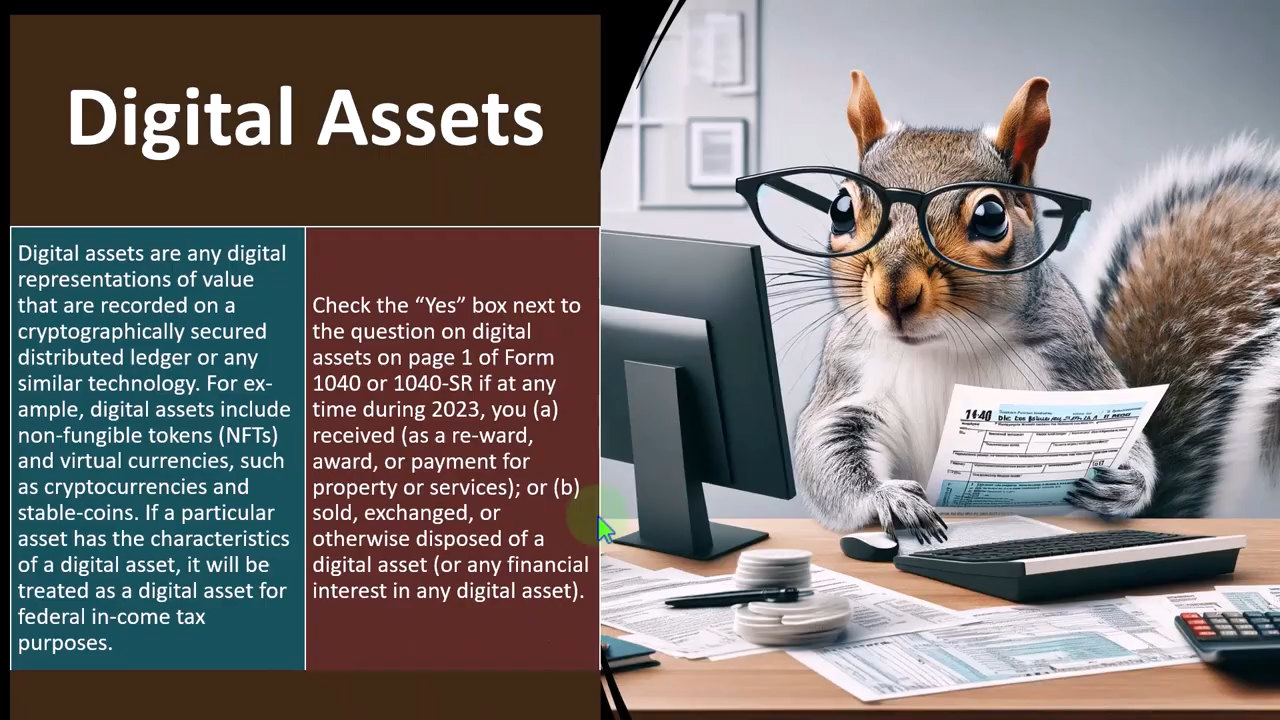 Digital Assets
Digital assets are any digital
representations of value
that are recorded on a
cryptographically secured
distributed ledger or any
similar technology. For ex-
ample, digital assets include
non-fungible tokens (NFTs)
and virtual currencies, such
as cryptocurrencies and
stable-coins. If a particular
asset has the characteristics
of a digital asset, it will be
treated as a digital asset for
federal in-come tax
purposes.
Check the “Yes” box next to
the question on digital
assets on page 1 of Form
1040 or 1040-SR if at any
time during 2023, you (a)
received (as a re-ward,
award, or payment for
property or services); or (b)
sold, exchanged, or
otherwise disposed of a
digital asset (or any financial
interest in any digital asset).